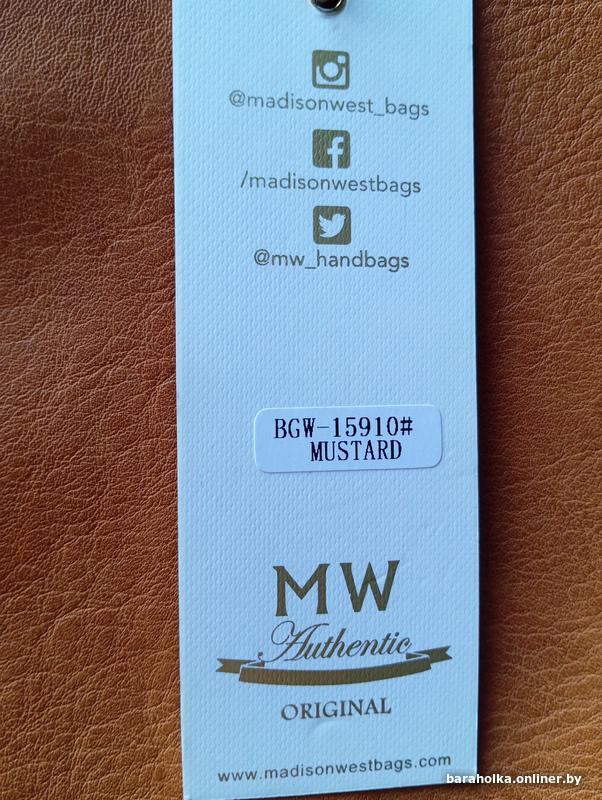 @madisonwest_bags
/madisonwestbags
@mw_handbags
BGW-15910#
MUSTARD
MW
Authentic
ORIGINAL
www.madisonwestbags.com
baraholka.onliner.by